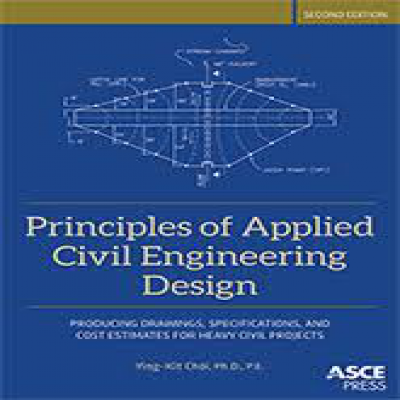 SECOND EDITION
Principles of Applied
Civil Engineering
Design
PRODUCING DRAWINGS, SPECIFICATIONS, AND
COST ESTIMATES FOR HEAVY CIVIL PROJECTS
Ying-Kit Choi, Ph.D., P.E.
ASCE
PRESS